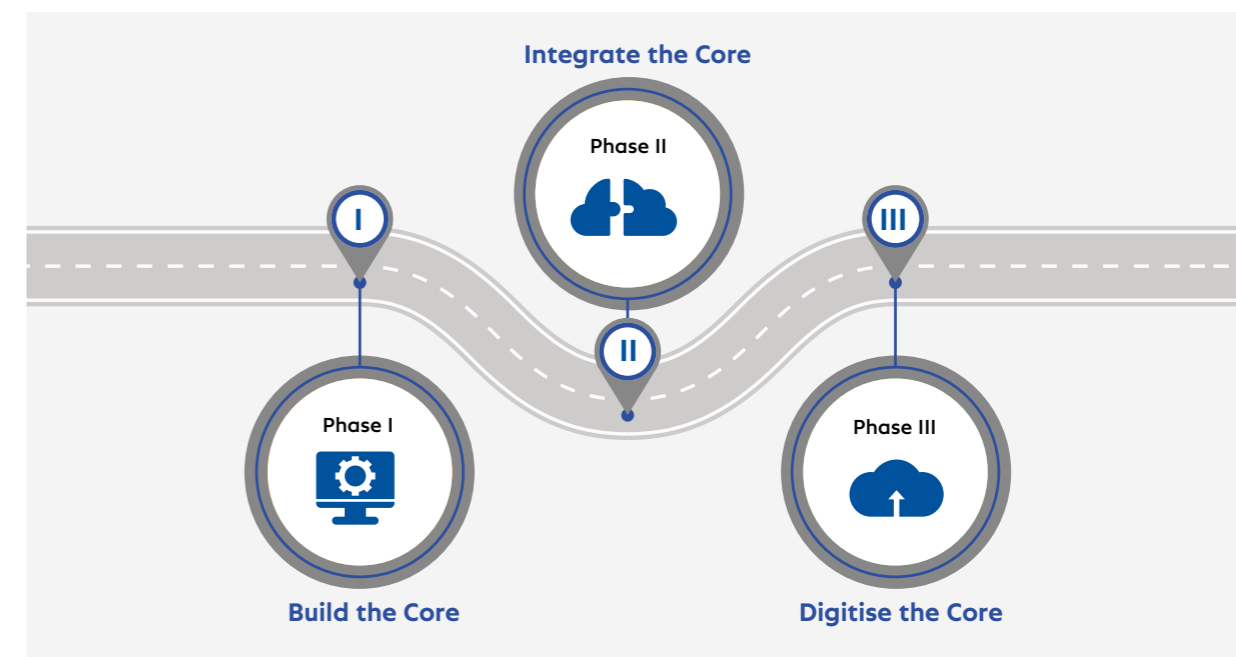 Integrate the Core
Phase II
I
III
II
Phase I
Phase III
Build the Core
Digitise the Core